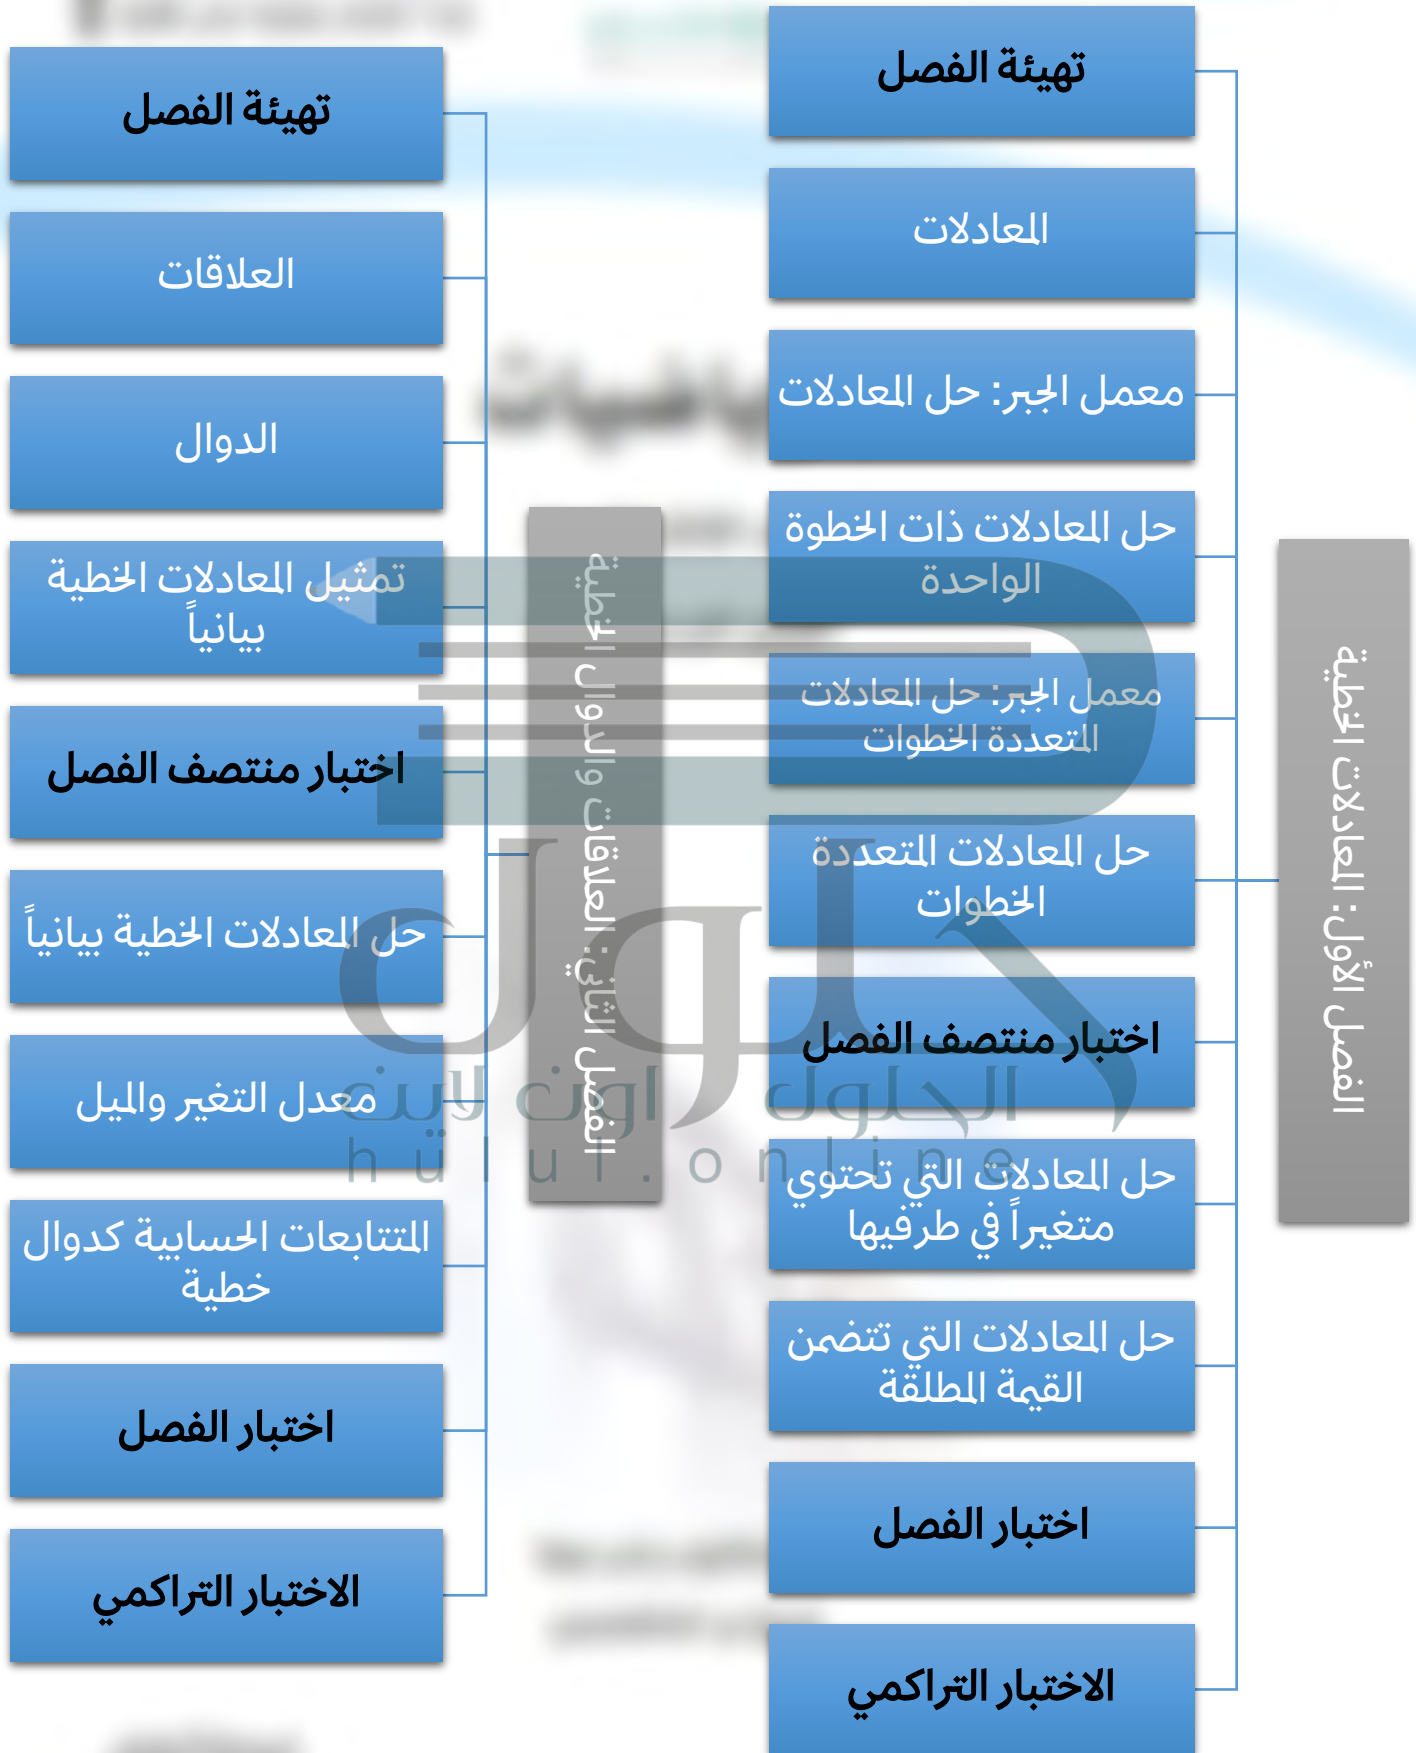 الفصل الأول: المعادلات الخطية
تهيئة الفصل
المعادلات
معمل الجبر: حل المعادلات
حل المعادلات ذات الخطوة
الواحدة
معمل الجبر: حل المعادلات
المتعددة الخطوات
حل المعادلات المتعددة
الخطوات
اختبار منتصف الفصل
حل المعادلات التي تحتوي
متغيراً في طرفيها
حل المعادلات التي تتضمن
القيمة المطلقة
اختبار الفصل
الاختبار التراكمي
الفصل الثاني: العلاقات والدوال الخطية
تهيئة الفصل
العلاقات
الدوال
تمثيل المعادلات الخطية
بيانياً
اختبار منتصف الفصل
حل المعادلات الخطية بيانياً
معدل التغير والميل
المتتابعات الحسابية كدوال
خطية
اختبار الفصل
الاختبار التراكمي
حلول
الحلول اون لاين
hulul.online